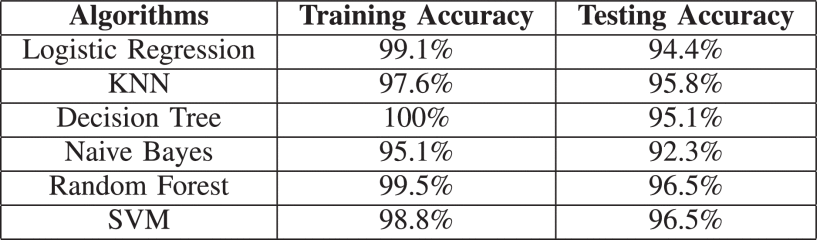 Algorithms Training Accuracy Testing Accuracy
Logistic Regression 99.1% 94.4%
KNN 97.6% 95.8%
Decision Tree 100% 95.1%
Naive Bayes 95.1% 92.3%
Random Forest 99.5% 96.5%
SVM 98.8% 96.5%